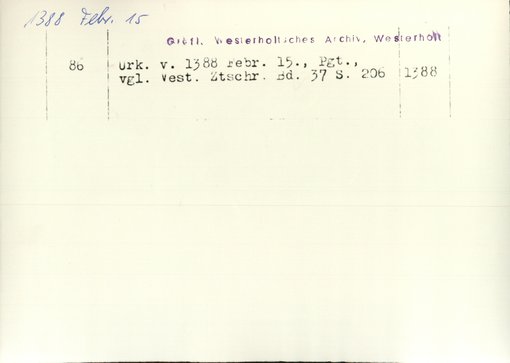 1388 Febr. 15
Gräfl. Westerholtsches Archiv, Westerholt
86 Urk. v. 1388 Febr. 15., Pgt.,
vgl. West. Ztschr. Bd. 37 S. 206 1388